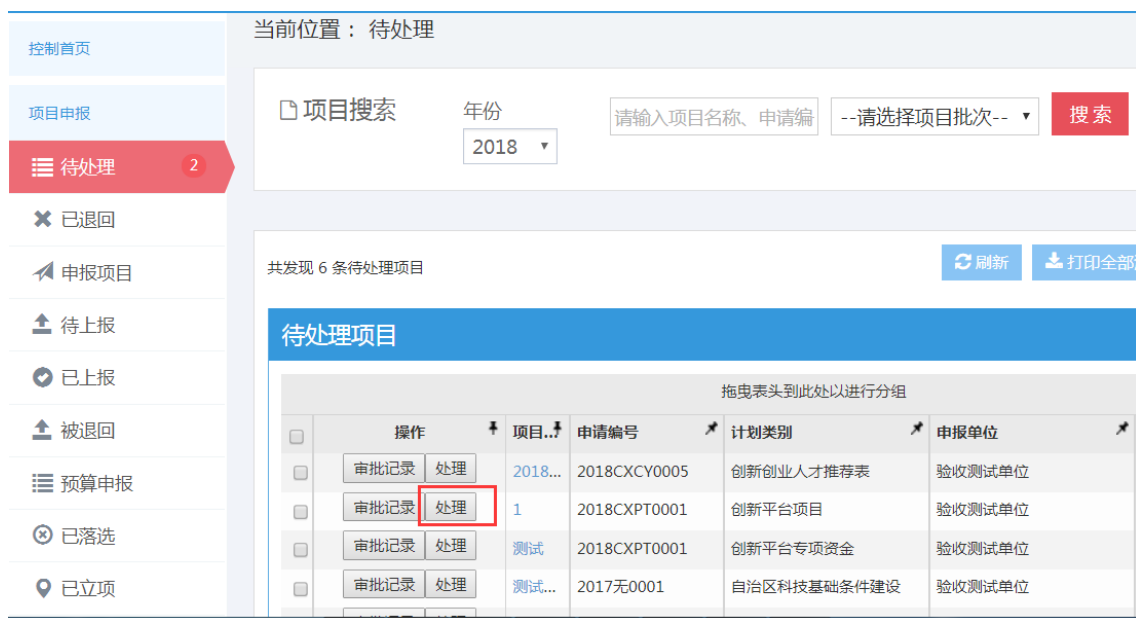 当前位置： 待处理
控制首页
项目申报
待处理 2
已退回
申报项目
待上报
已上报
被退回
预算申报
已落选
已立项
项目搜索 年份 请输入项目名称、申请编 --请选择项目批次-- 搜索
2018
共发现 6 条待处理项目 刷新 打印全部
待处理项目
拖曳表头到此处以进行分组
操作 项目... 申请编号 计划类别 申报单位
审批记录 处理 2018... 2018CXCY0005 创新创业人才推荐表 验收测试单位
审批记录 处理 1 2018CXPT0001 创新平台项目 验收测试单位
审批记录 处理 测试 2018CXPT0001 创新平台专项资金 验收测试单位
审批记录 处理 测试... 2017无0001 自治区科技基础条件建设 验收测试单位